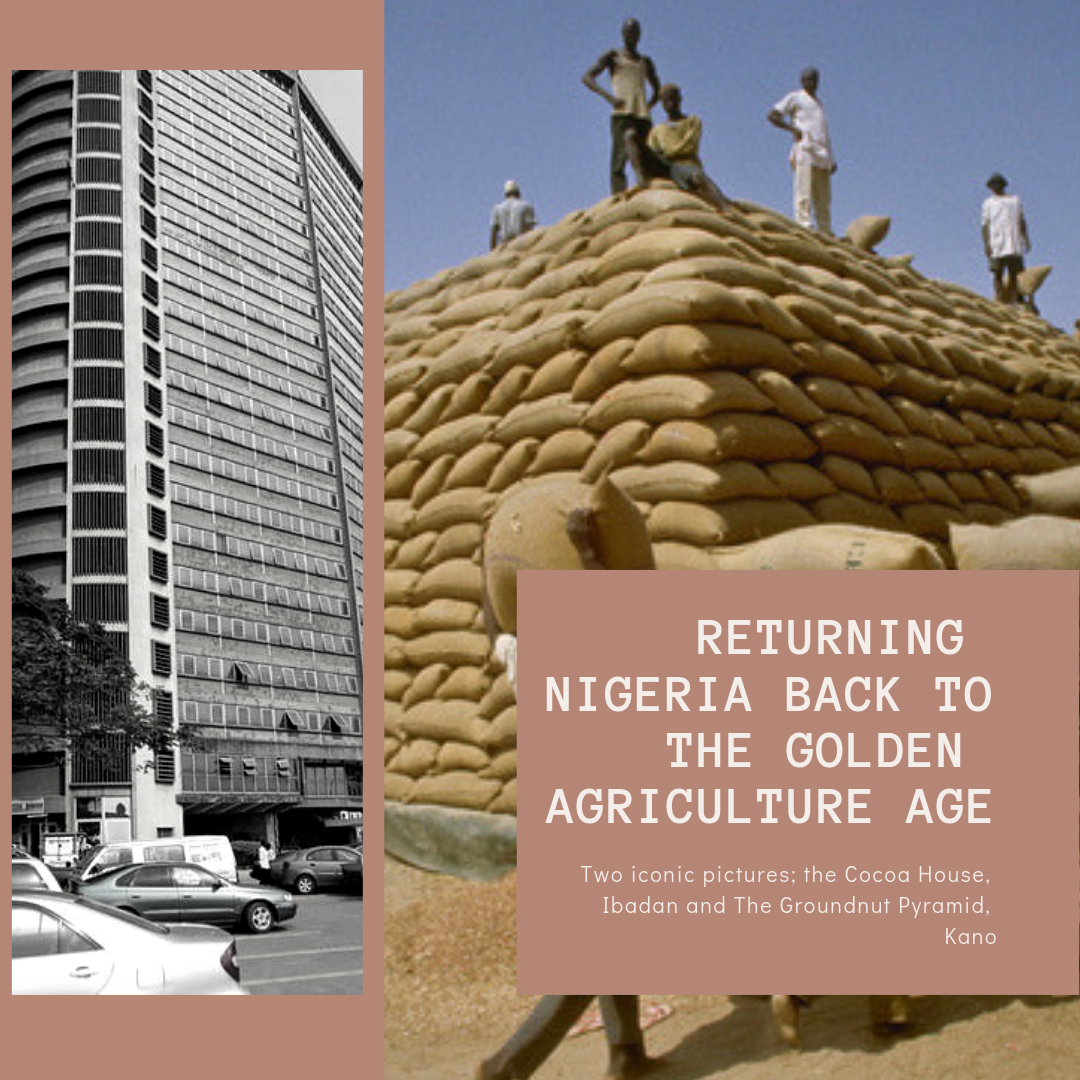 RETURNING
NIGERIA BACK TO
THE GOLDEN
AGRICULTURE AGE
Two iconic pictures; the Cocoa House,
Ibadan and The Groundnut Pyramid,
Kano